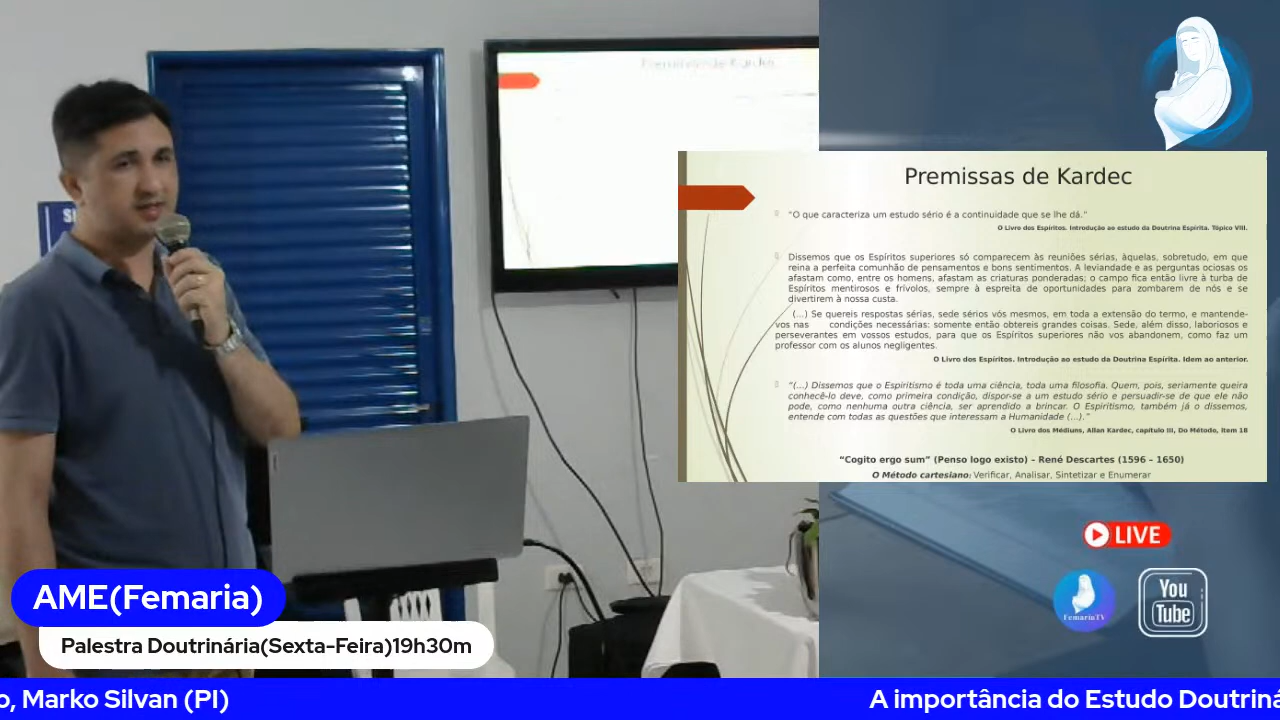 Premissas de Kardec
Premissas de Kardec
“O que caracteriza um estudo sério é a continuidade que se lhe dá.”
O Livro dos Espíritos. Introdução ao estudo da Doutrina Espírita. Tópico VIII.
Dissemos que os Espíritos superiores só comparecem às reuniões sérias, àquelas, sobretudo, em que
reina a perfeita comunhão de pensamentos e bons sentimentos. A leviandade e as perguntas ociosas os
afastam como, entre os homens, afastam as criaturas ponderadas; o campo fica então livre à turba de
Espíritos mentirosos e frívolos, sempre à espreita de oportunidades para zombarem de nós e se
divertirem à nossa custa.
(...) Se quereis respostas sérias, sede sérios vós mesmos, em toda a extensão do termo, e mantende-
vos nas condições necessárias: somente então obtereis grandes coisas. Sede, além disso, laboriosos e
perseverantes em vossos estudos, para que os Espíritos superiores não vos abandonem, como faz um
professor com os alunos negligentes.
O Livro dos Espíritos. Introdução ao estudo da Doutrina Espírita. Idem ao anterior.
“(...) Dissemos que o Espiritismo é toda uma ciência, toda uma filosofia. Quem, pois, seriamente queira
conhecê-lo deve, como primeira condição, dispor-se a um estudo sério e persuadir-se de que ele não
pode, como nenhuma outra ciência, ser aprendido a brincar. O Espiritismo, também já o dissemos,
entende com todas as questões que interessam a Humanidade (...).”
O Livro dos Médiuns, Allan Kardec, capítulo III, Do Método, item 18
“Cogito ergo sum” (Penso logo existo) – René Descartes (1596 – 1650)
O Método cartesiano: Verificar, Analisar, Sintetizar e Enumerar
LIVE
FemariaTV
You
Tube
AME(Femaria)
Palestra Doutrinária(Sexta-Feira)19h30m
o, Marko Silvan (PI)
A importância do Estudo Doutriná